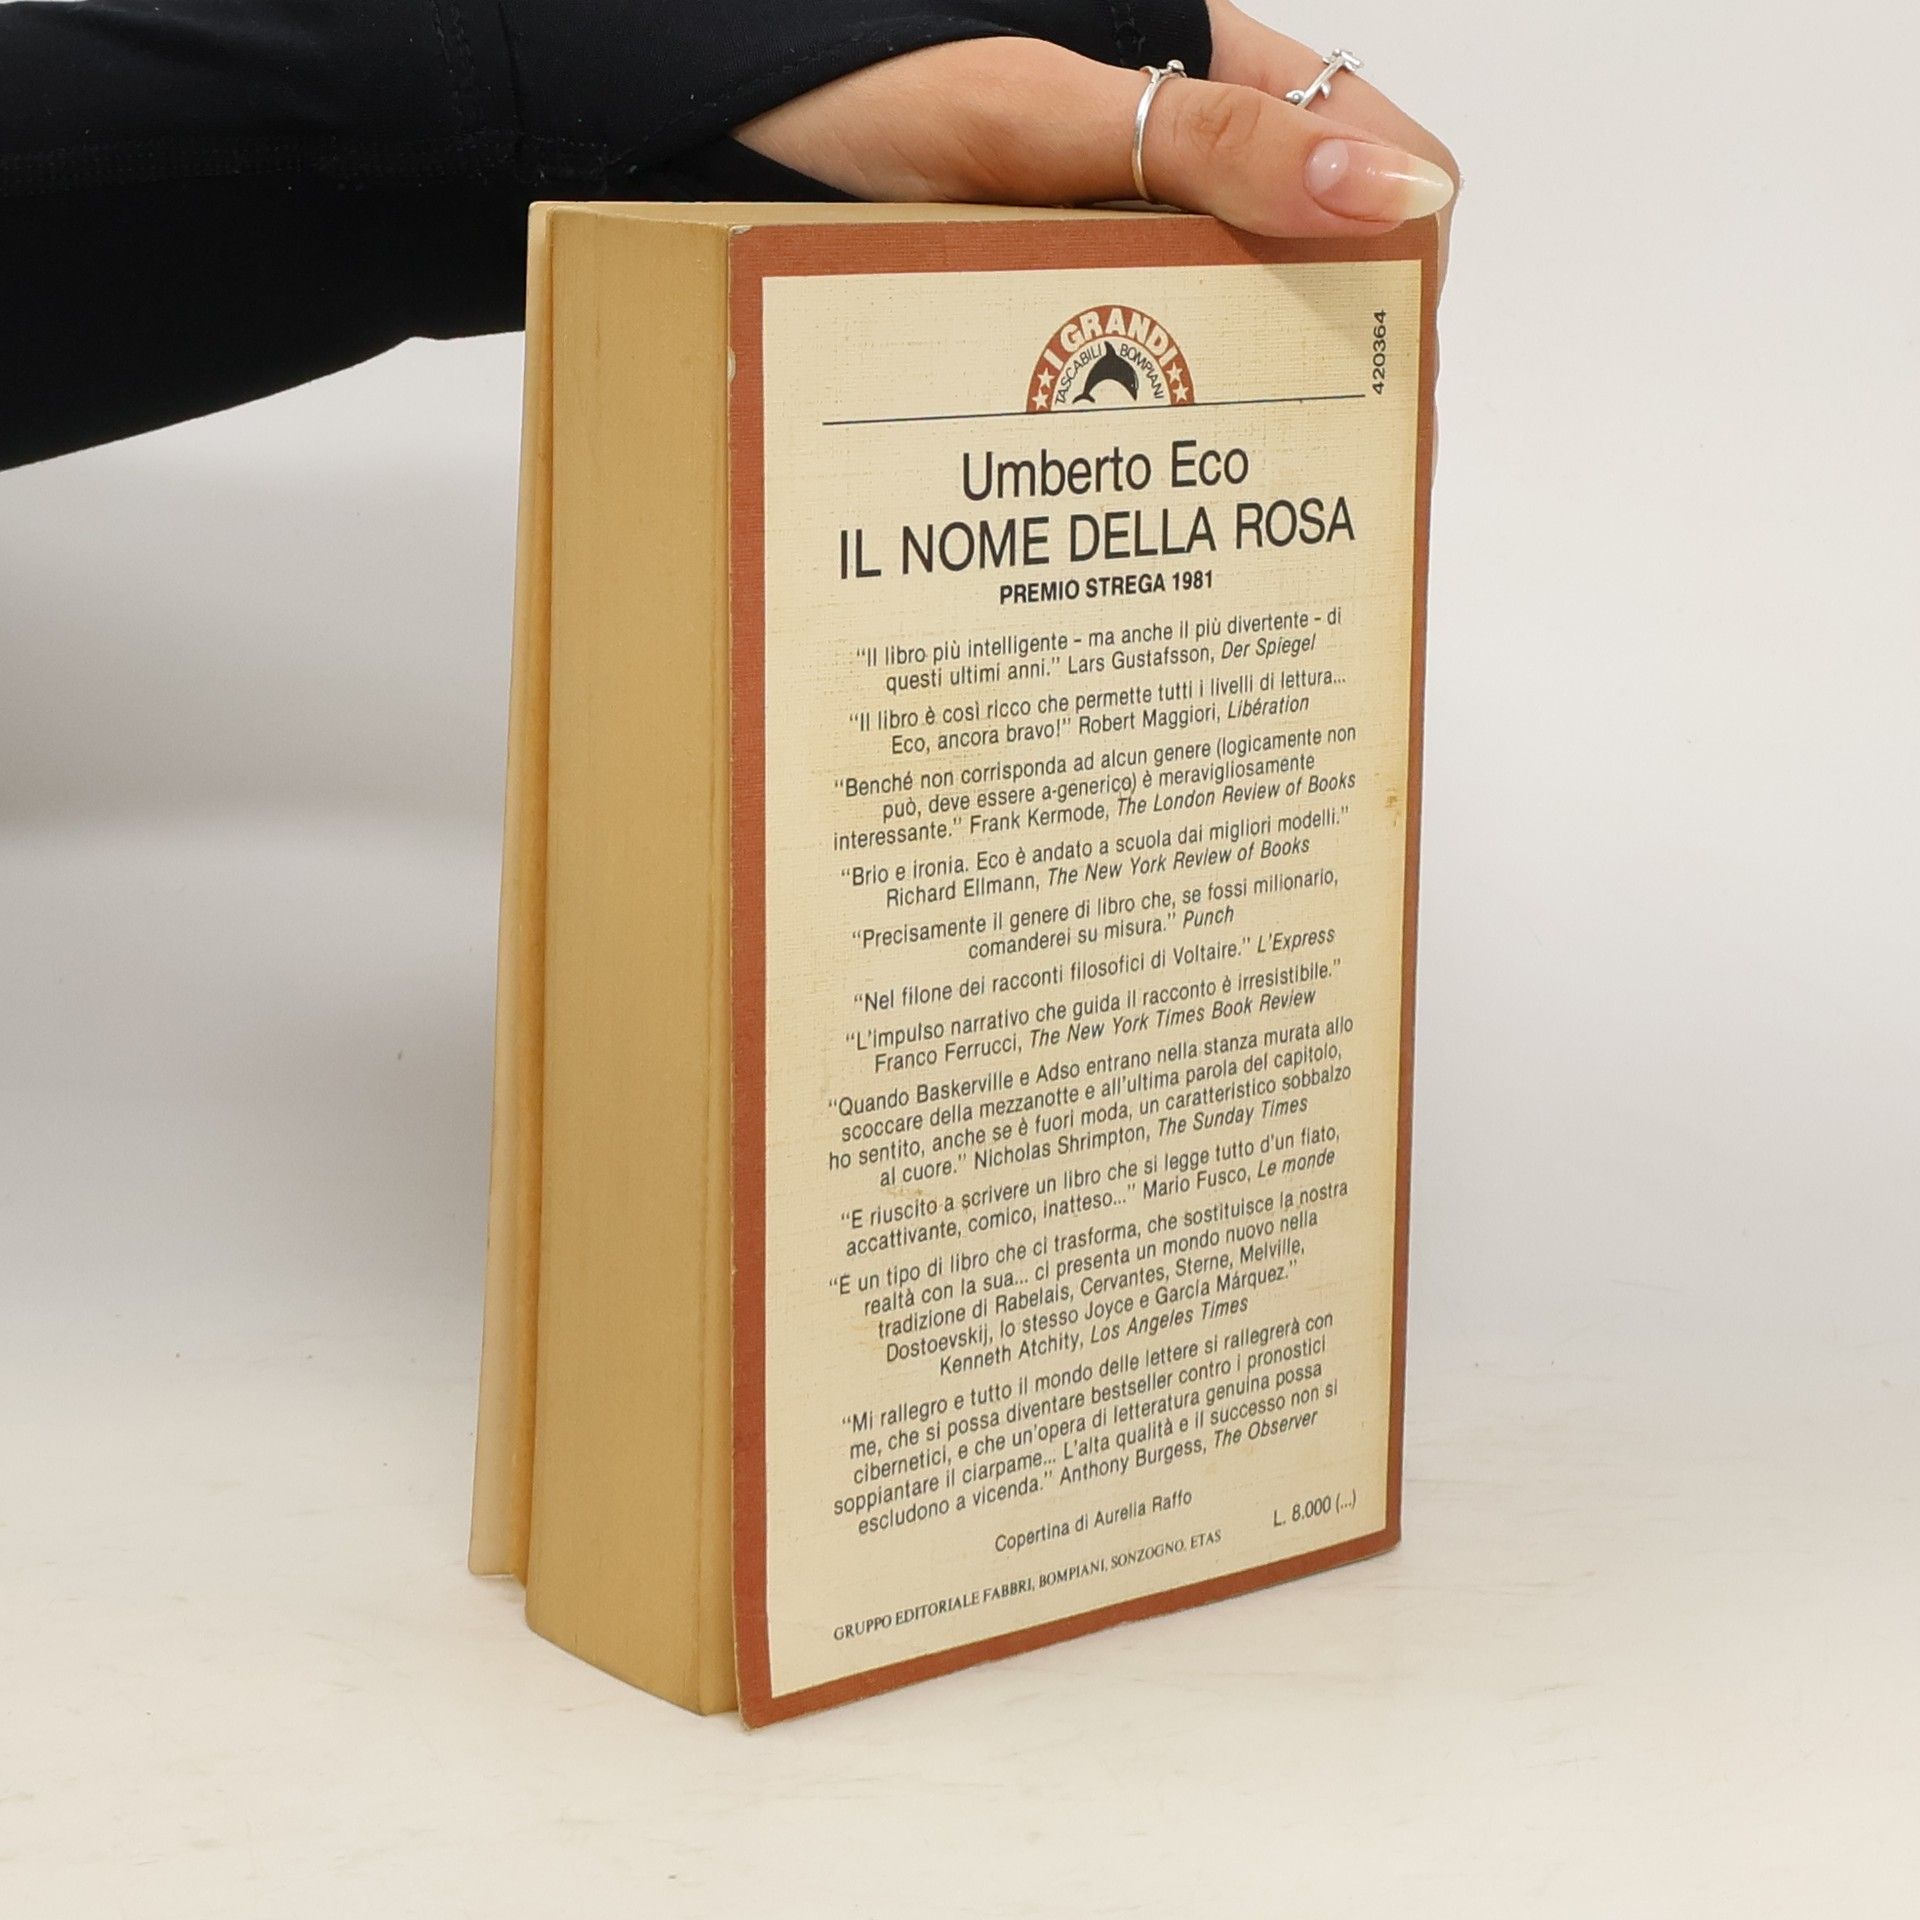 I GRANDI
TASCABILI BOMPIANI
420364
Umberto Eco
IL NOME DELLA ROSA
PREMIO STREGA 1981
“Il libro più intelligente - ma anche il più divertente - di
questi ultimi anni.” Lars Gustafsson, Der Spiegel
“Il libro è così ricco che permette tutti i livelli di lettura...
Eco, ancora bravo!” Robert Maggiori, Libération
“Benché non corrisponda ad alcun genere (logicamente non
può, deve essere a-generico) è meravigliosamente
interessante.” Frank Kermode, The London Review of Books
“Brio e ironia. Eco è andato a scuola dai migliori modelli.”
Richard Ellmann, The New York Review of Books
“Precisamente il genere di libro che, se fossi milionario,
comanderei su misura.” Punch
“Nel filone dei racconti filosofici di Voltaire.” L'Express
“L'impulso narrativo che guida il racconto è irresistibile.”
Franco Ferrucci, The New York Times Book Review
“Quando Baskerville e Adso entrano nella stanza murata allo
scoccare della mezzanotte e all'ultima parola del capitolo,
ho sentito, anche se è fuori moda, un caratteristico sobbalzo
al cuore.” Nicholas Shrimpton, The Sunday Times
“È riuscito a scrivere un libro che si legge tutto d'un fiato,
accattivante, comico, inatteso...” Mario Fusco, Le monde
“È un tipo di libro che ci trasforma, che sostituisce la nostra
realtà con la sua... ci presenta un mondo nuovo nella
tradizione di Rabelais, Cervantes, Sterne, Melville,
Dostoevskij, lo stesso Joyce e García Márquez.”
Kenneth Atchity, Los Angeles Times
“Mi rallegro e tutto il mondo delle lettere si rallegrerà con
me, che si possa diventare bestseller contro i pronostici
cibernetici, e che un'opera di letteratura genuina possa
soppiantare il ciarpame... L'alta qualità e il successo non si
escludono a vicenda.” Anthony Burgess, The Observer
Copertina di Aurelia Raffo
L. 8.000 (...)
GRUPPO EDITORIALE FABBRI, BOMPIANI, SONZOGNO, ETAS